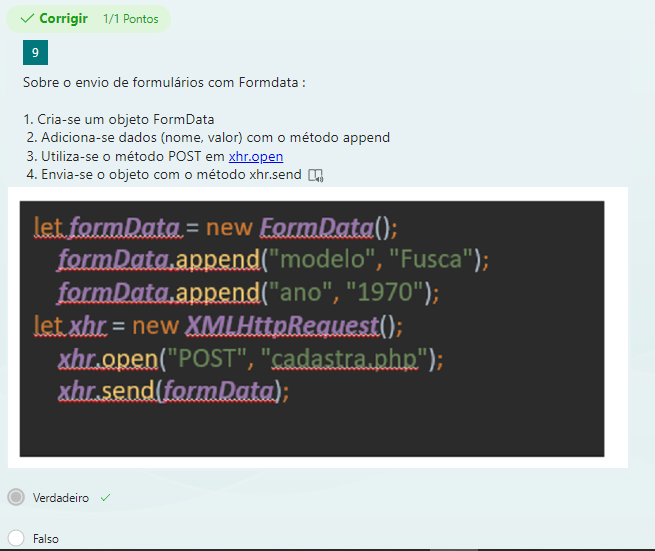 Corrigir 1/1 Pontos
9
Sobre o envio de formulários com Formdata :
1. Cria-se um objeto FormData
2. Adiciona-se dados (nome, valor) com o método append
3. Utiliza-se o método POST em xhr.open
4. Envia-se o objeto com o método xhr.send
let formData = new FormData();
formData.append("modelo", "Fusca");
formData.append("ano", "1970");
let xhr = new XMLHttpRequest();
xhr.open("POST", "cadastra.php");
xhr.send(formData);
Verdadeiro
Falso